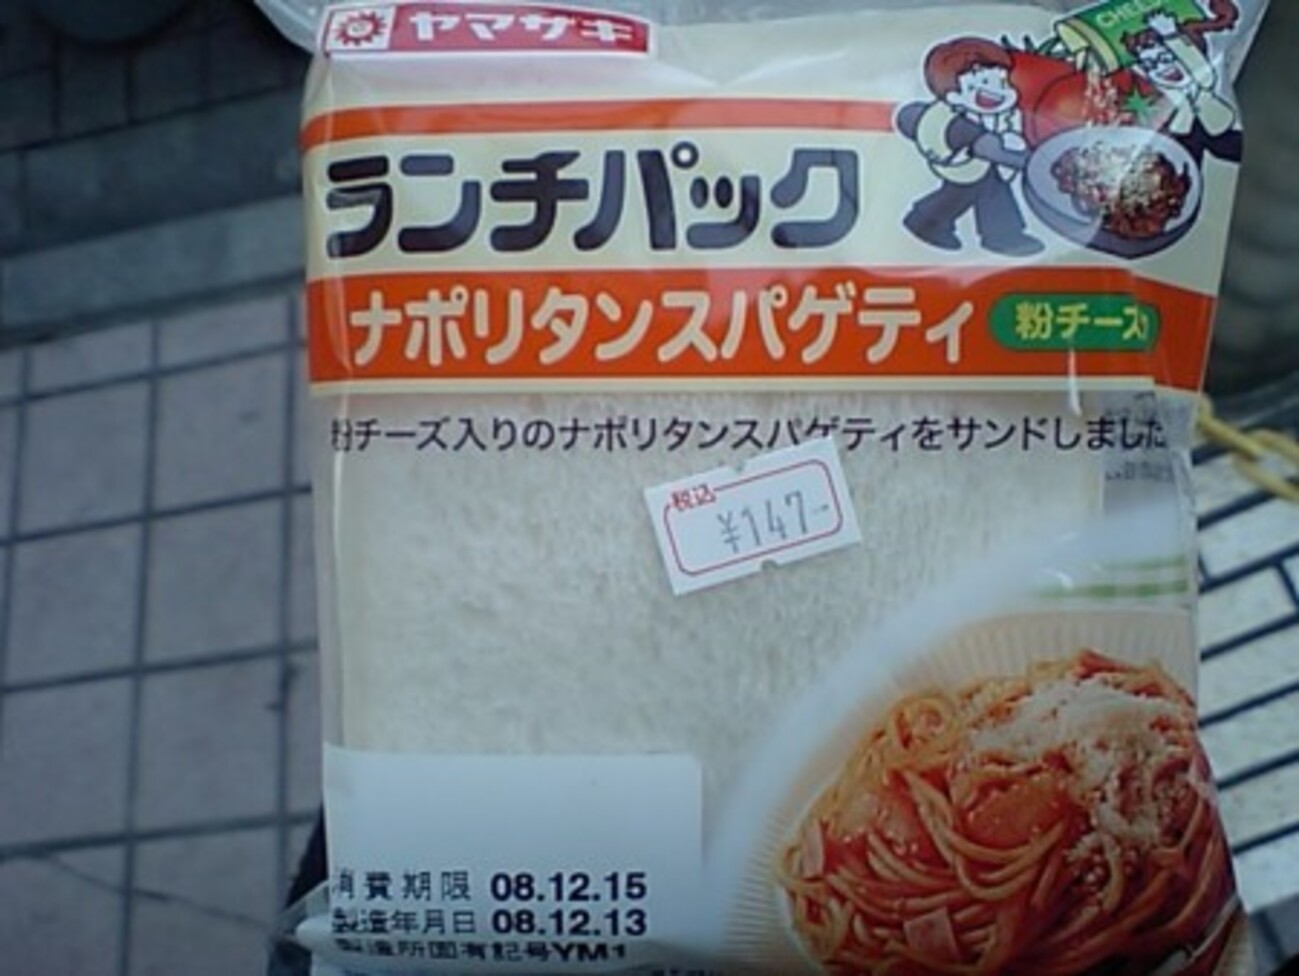 ヤマザキ
CHEESE
ランチパック
ナポリタンスパゲティ
粉チーズ入り
粉チーズ入りのナポリタンスパゲティをサンドしました
税込
¥147-
消費期限 08.12.15
製造年月日 08.12.13
製造所固有記号YM1